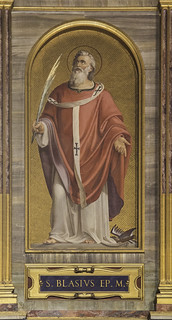 S. BLASIVS EP. M.